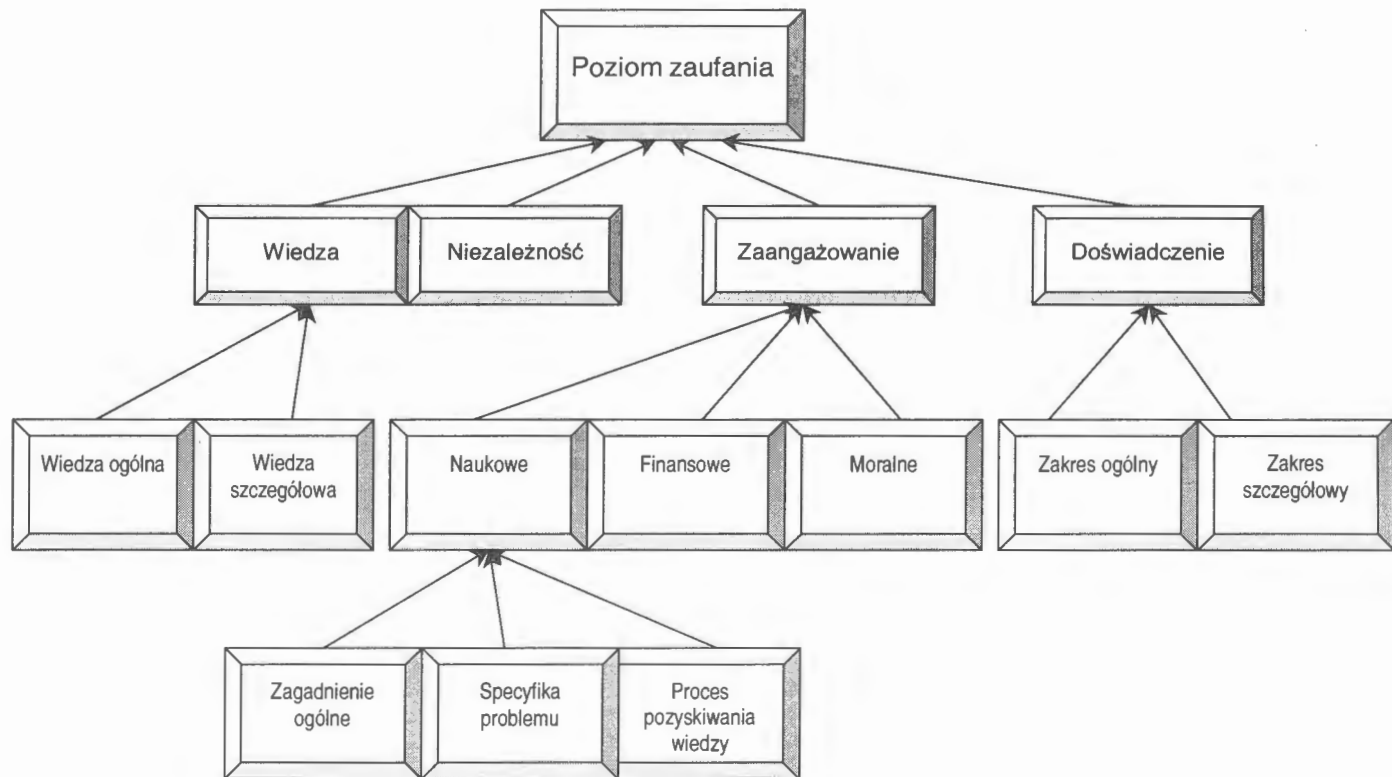 Poziom zaufania
Wiedza
Niezależność
Zaangażowanie
Doświadczenie
Wiedza ogólna
Wiedza
szczegółowa
Naukowe
Finansowe
Moralne
Zakres ogólny
Zakres
szczegółowy
Zagadnienie
ogólne
Specyfika
problemu
Proces
pozyskiwania
wiedzy